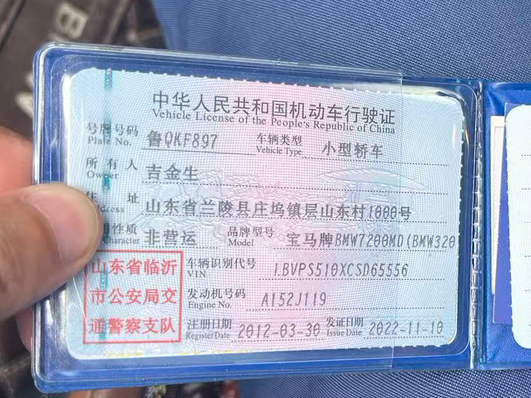 中华人民共和国机动车行驶证
Vehicle License of the People's Republic of China
号牌号码 Plate No. 鲁QKF897 车辆类型 Vehicle Type 小型轿车
所有人 Owner 吉金生
址 Address 山东省兰陵县庄坞镇层山东村1000号
用性质 Character 非营运 品牌型号 Model 宝马牌BMW7200MD(BMW320
车辆识别代号 VIN LBVPS510XCSD65556
发动机号码 Engine No. A152J119
注册日期 Register Date 2012-03-30 发证日期 Issue Date 2022-11-10
山东省临沂
市公安局交
通警察支队